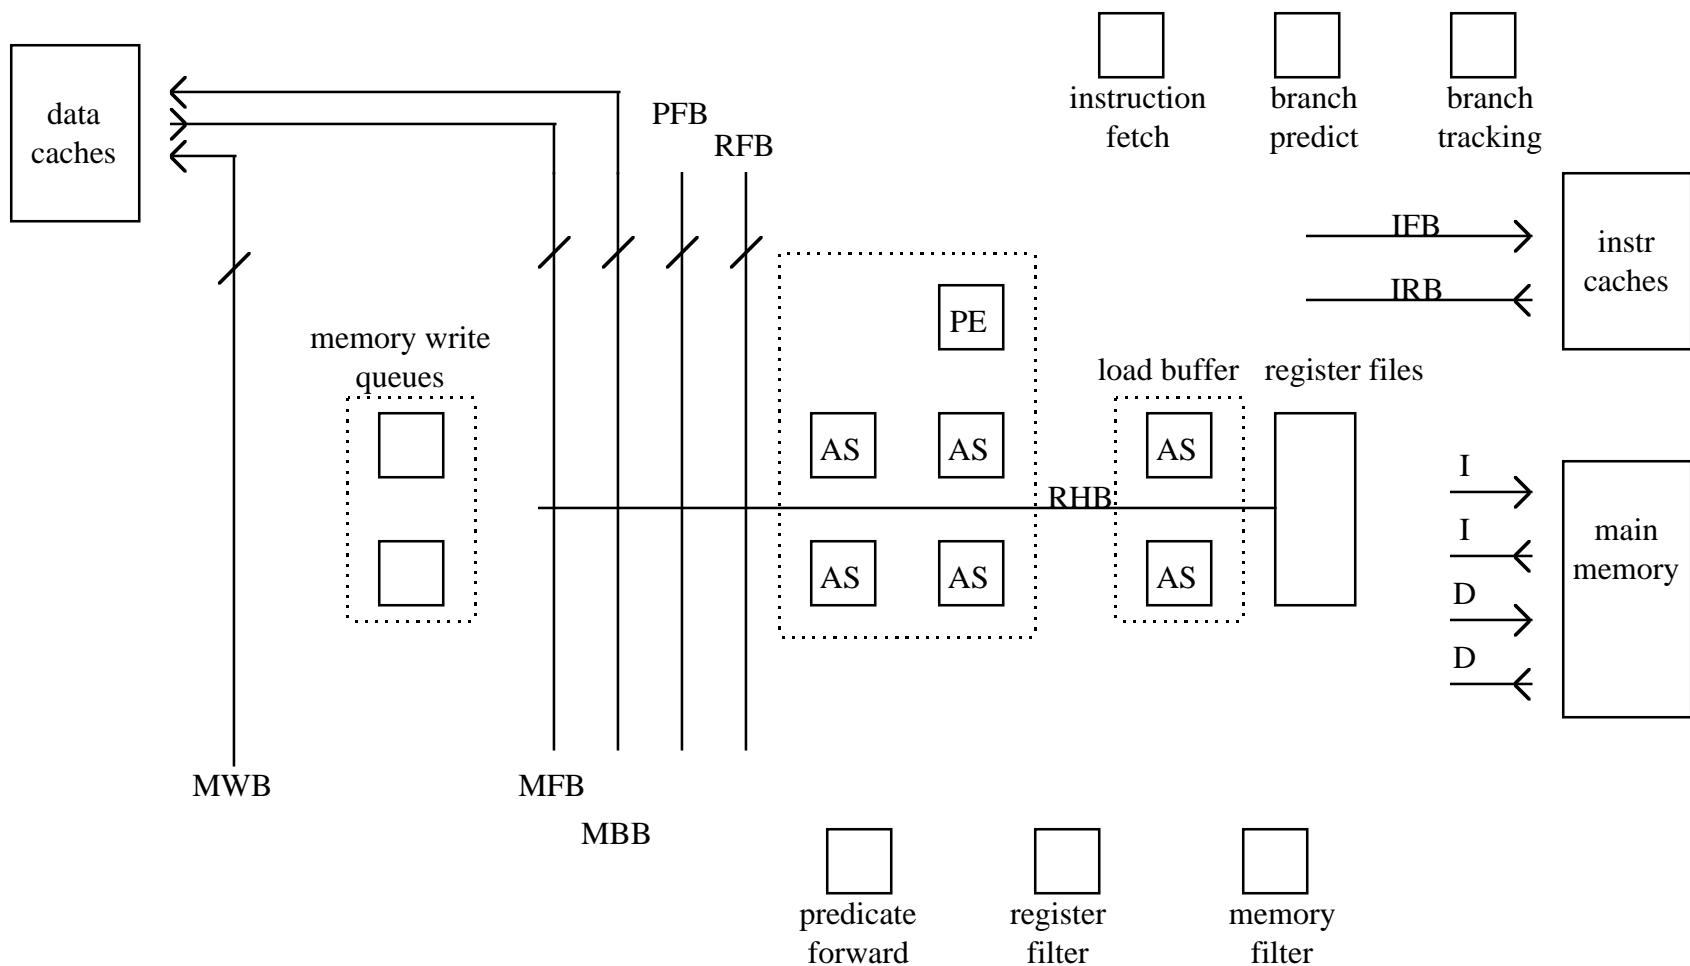 data
caches
PFB
RFB
instruction
fetch
branch
predict
branch
tracking
IFB
IRB
instr
caches
memory write
queues
PE
load buffer
register files
AS
AS
AS
RHB
AS
AS
AS
I
I
D
D
main
memory
MWB
MFB
MBB
predicate
forward
register
filter
memory
filter